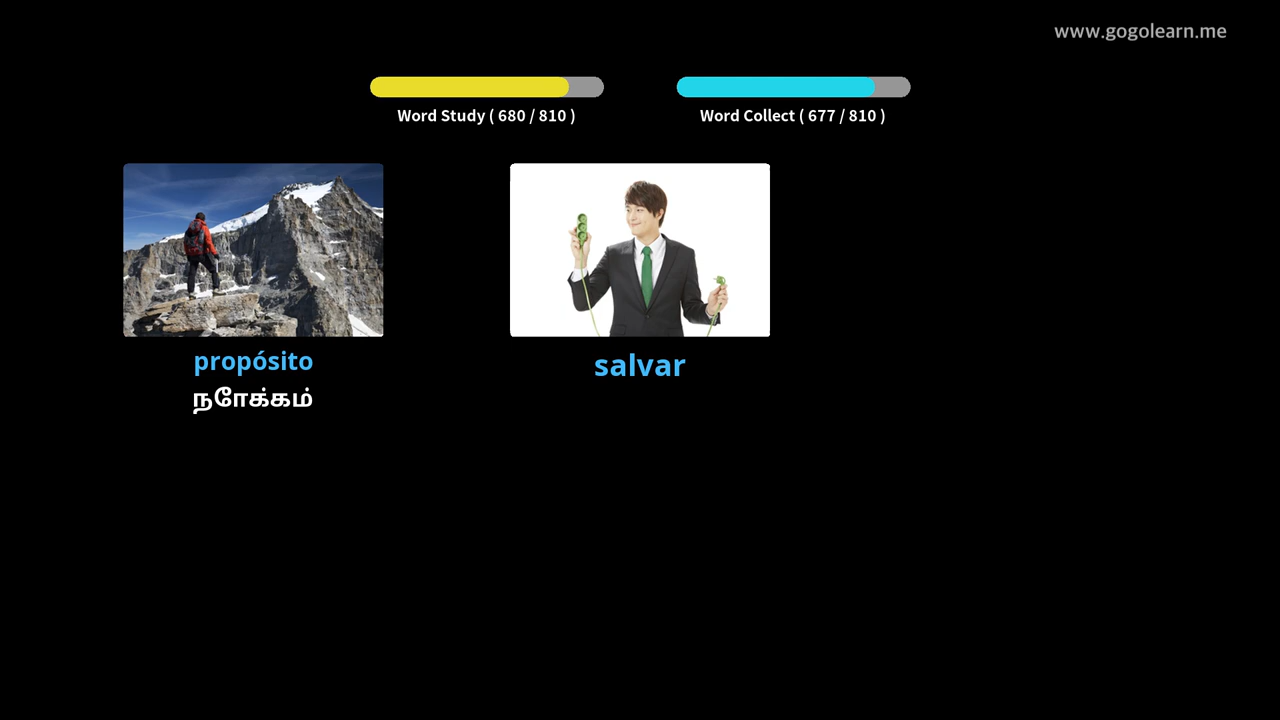 www.gogolearn.me
Word Study ( 680 / 810 )
Word Collect ( 677 / 810 )
propósito
salvar
நோக்கம்